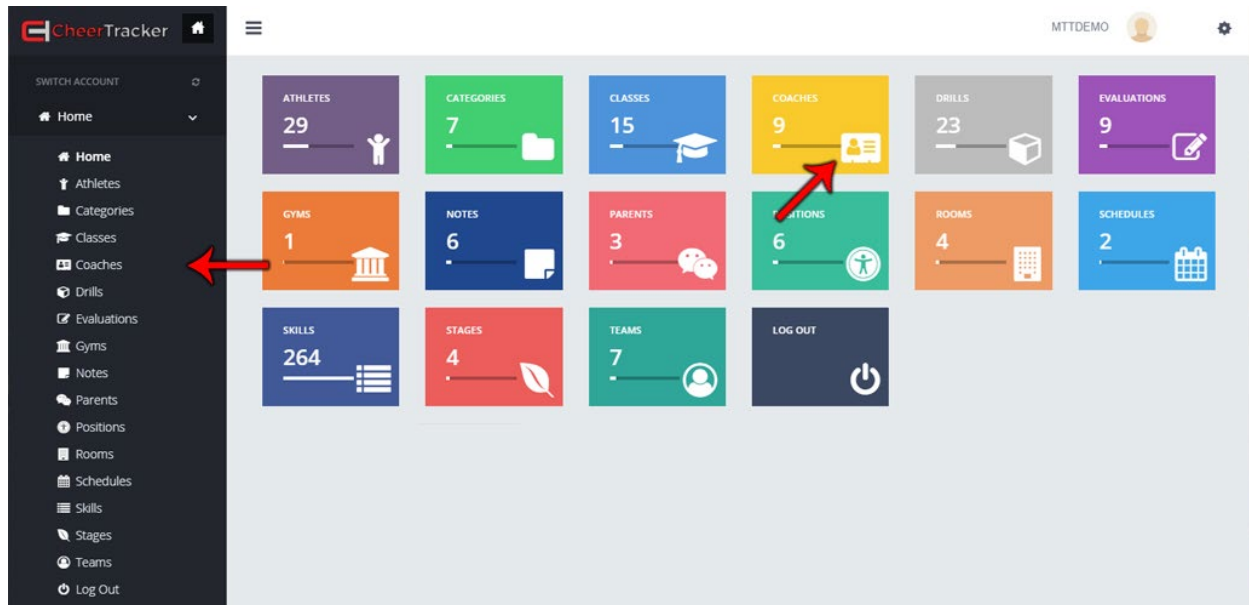 CheerTracker
MTTDEMO
SWITCH ACCOUNT
Home
Home
Athletes
Categories
Classes
Coaches
Drills
Evaluations
Gyms
Notes
Parents
Positions
Rooms
Schedules
Skills
Stages
Teams
Log Out
ATHLETES
29
CATEGORIES
7
CLASSES
15
COACHES
9
DRILLS
23
EVALUATIONS
9
GYMS
1
NOTES
6
PARENTS
3
POSITIONS
6
ROOMS
4
SCHEDULES
2
SKILLS
264
STAGES
4
TEAMS
7
LOG OUT